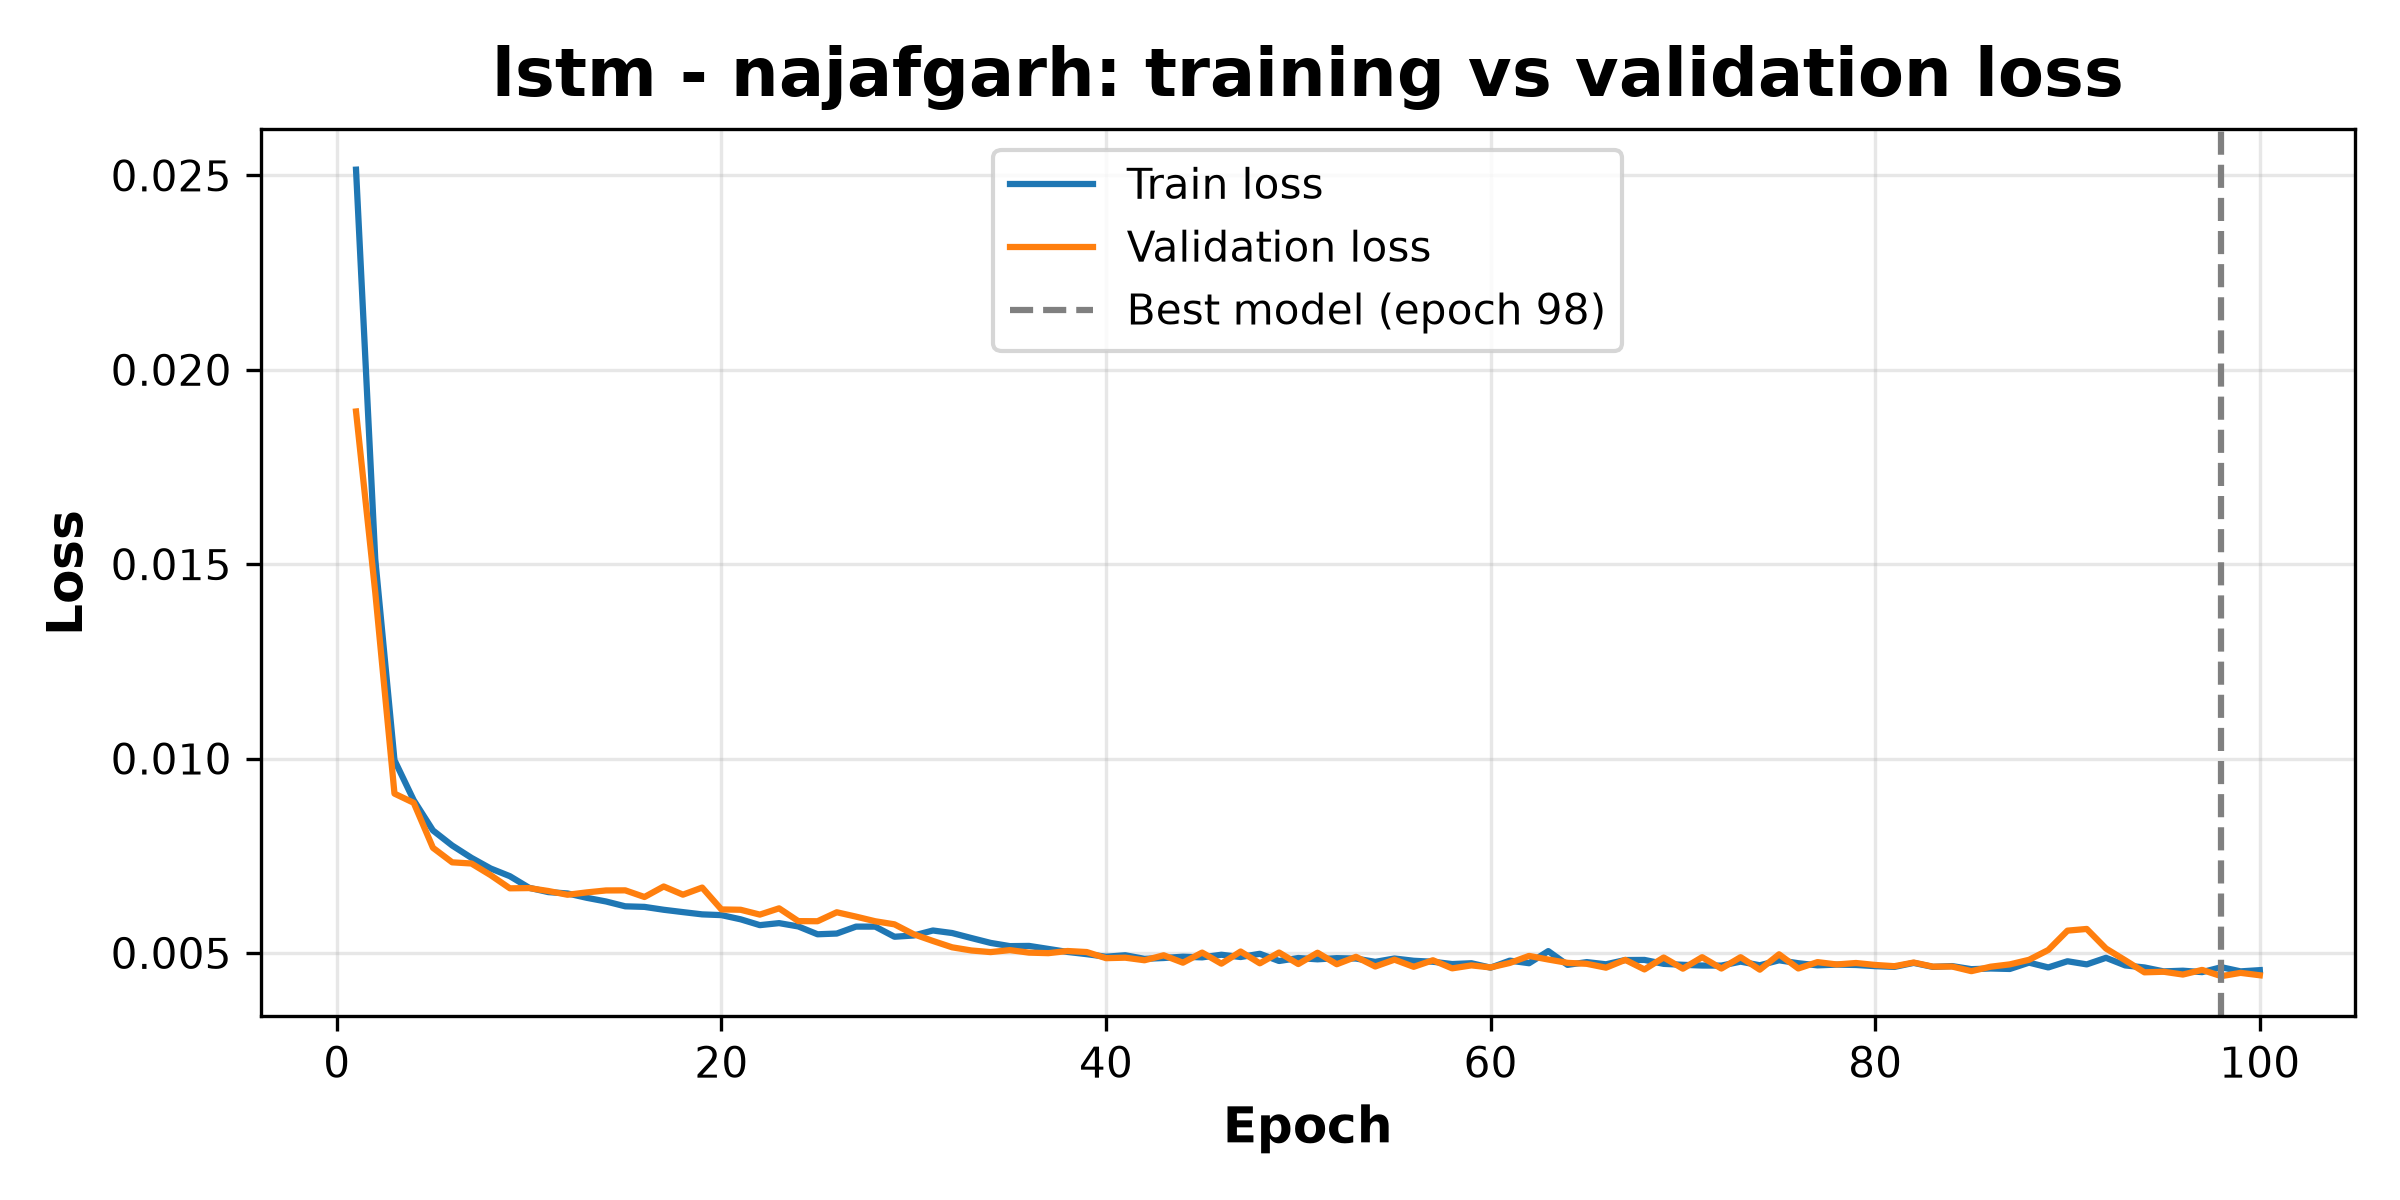 lstm - najafgarh: training vs validation loss
Train loss
Validation loss
Best model (epoch 98)
0.025
0.020
0.015
0.010
0.005
Loss
0 20 40 60 80 100
Epoch